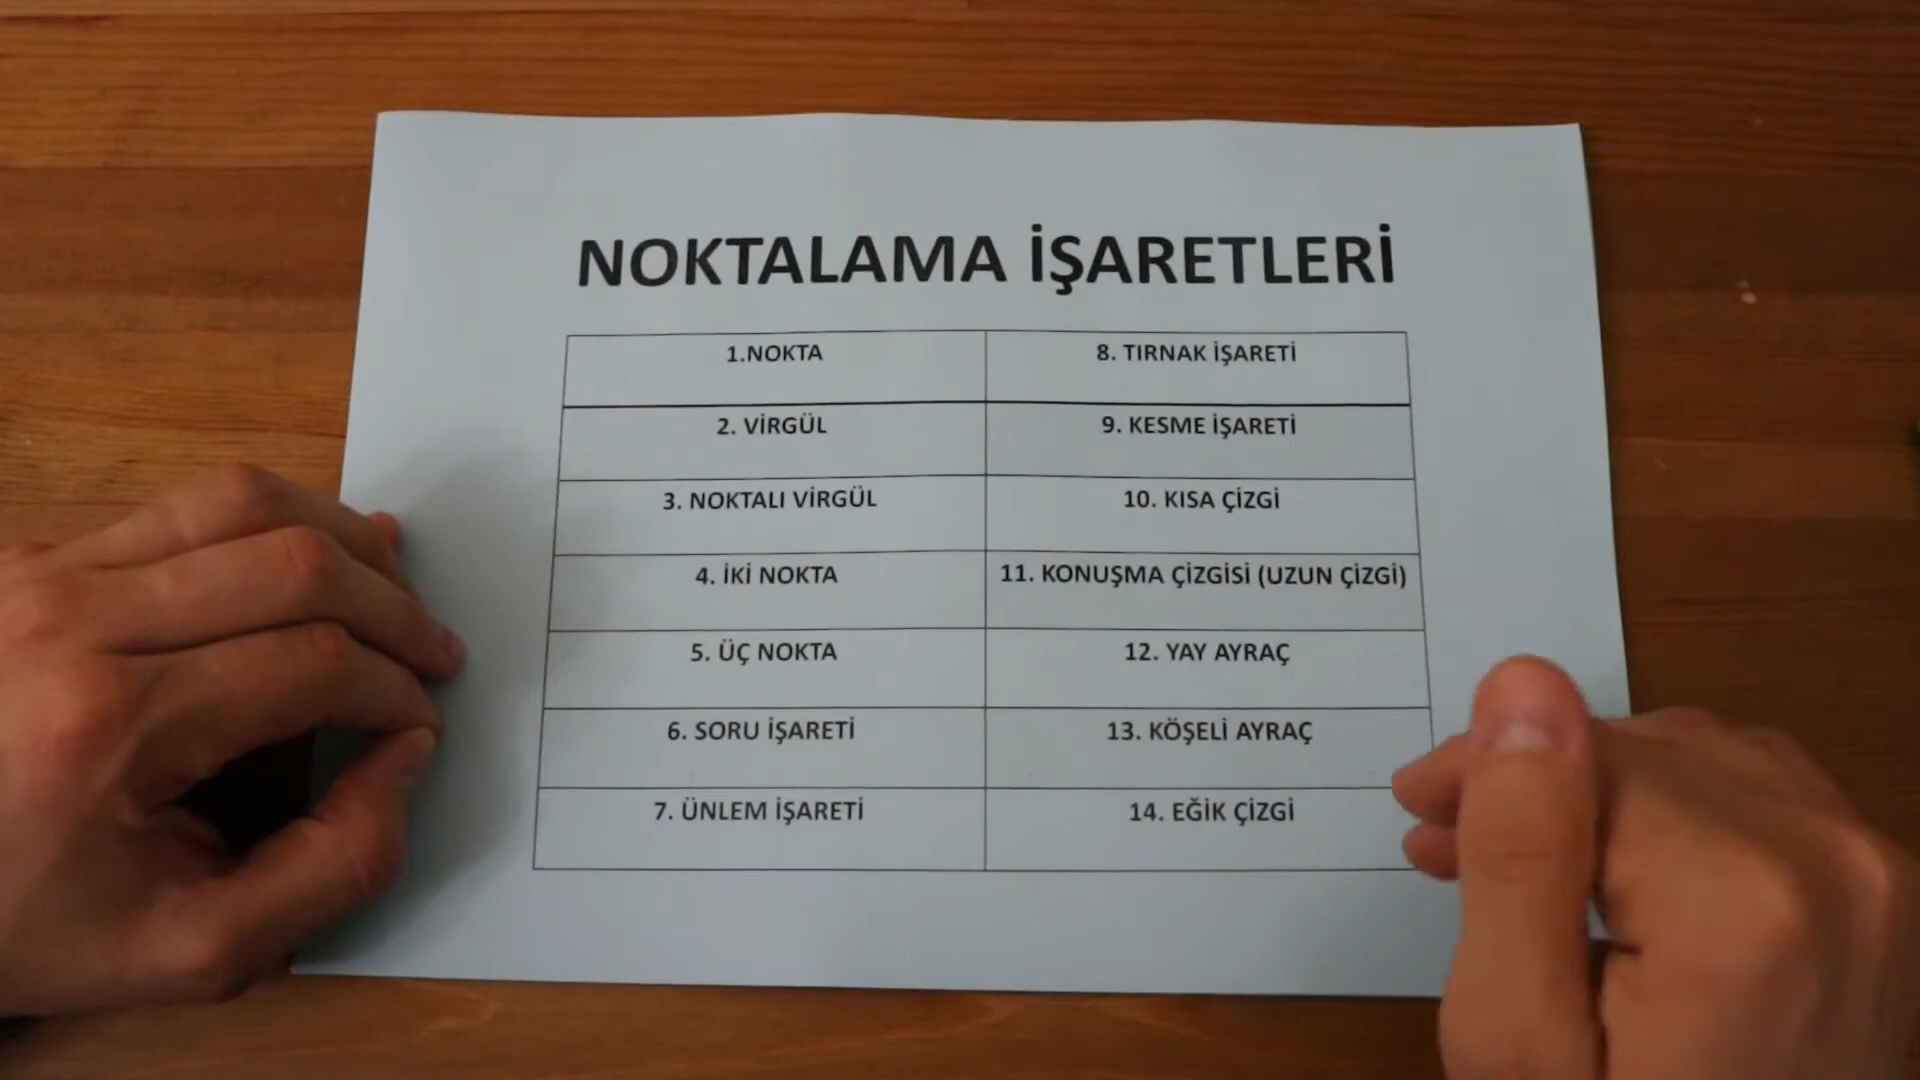 NOKTALAMA İŞARETLERİ
1.NOKTA
2. VİRGÜL
3. NOKTALI VİRGÜL
4. İKİ NOKTA
5. ÜÇ NOKTA
6. SORU İŞARETİ
7. ÜNLEM İŞARETİ
8. TIRNAK İŞARETİ
9. KESME İŞARETİ
10. KISA ÇİZGİ
11. KONUŞMA ÇİZGİSİ (UZUN ÇİZGİ)
12. YAY AYRAÇ
13. KÖŞELİ AYRAÇ
14. EĞİK ÇİZGİ